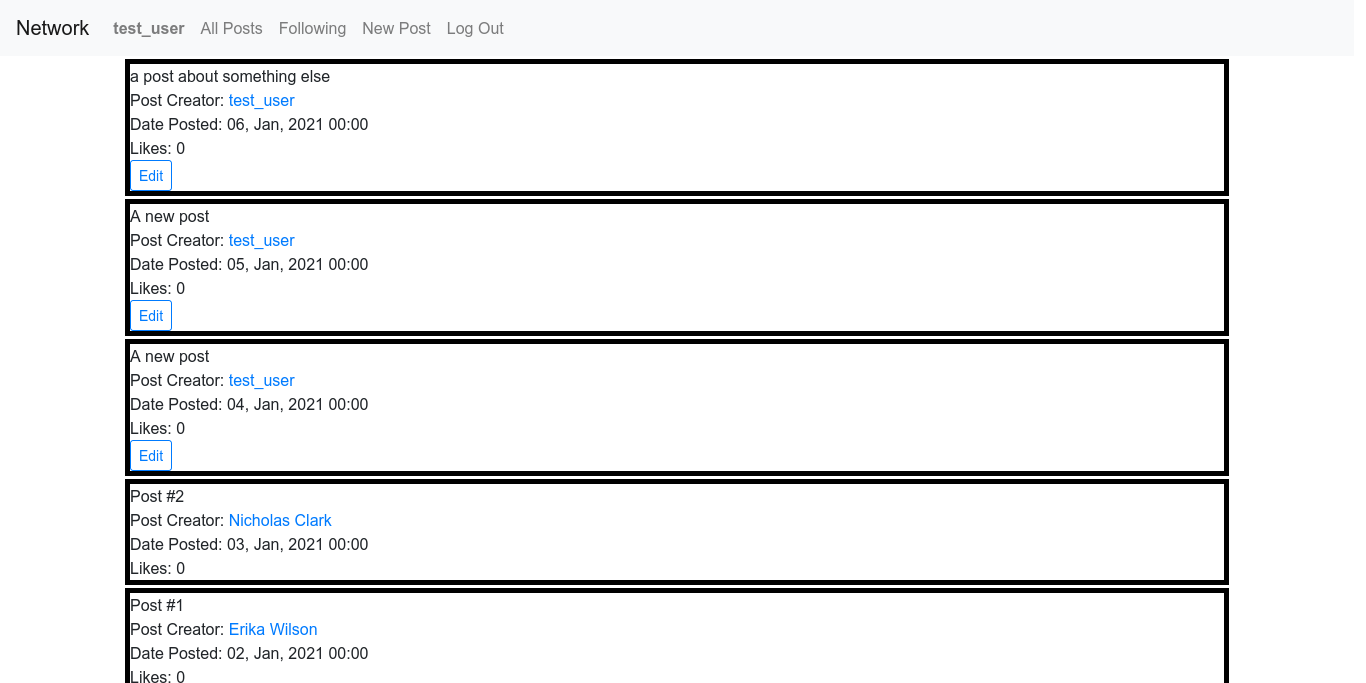 Network test_user All Posts Following New Post Log Out
a post about something else
Post Creator: test_user
Date Posted: 06, Jan, 2021 00:00
Likes: 0
Edit
A new post
Post Creator: test_user
Date Posted: 05, Jan, 2021 00:00
Likes: 0
Edit
A new post
Post Creator: test_user
Date Posted: 04, Jan, 2021 00:00
Likes: 0
Edit
Post #2
Post Creator: Nicholas Clark
Date Posted: 03, Jan, 2021 00:00
Likes: 0
Post #1
Post Creator: Erika Wilson
Date Posted: 02, Jan, 2021 00:00
Likes: 0